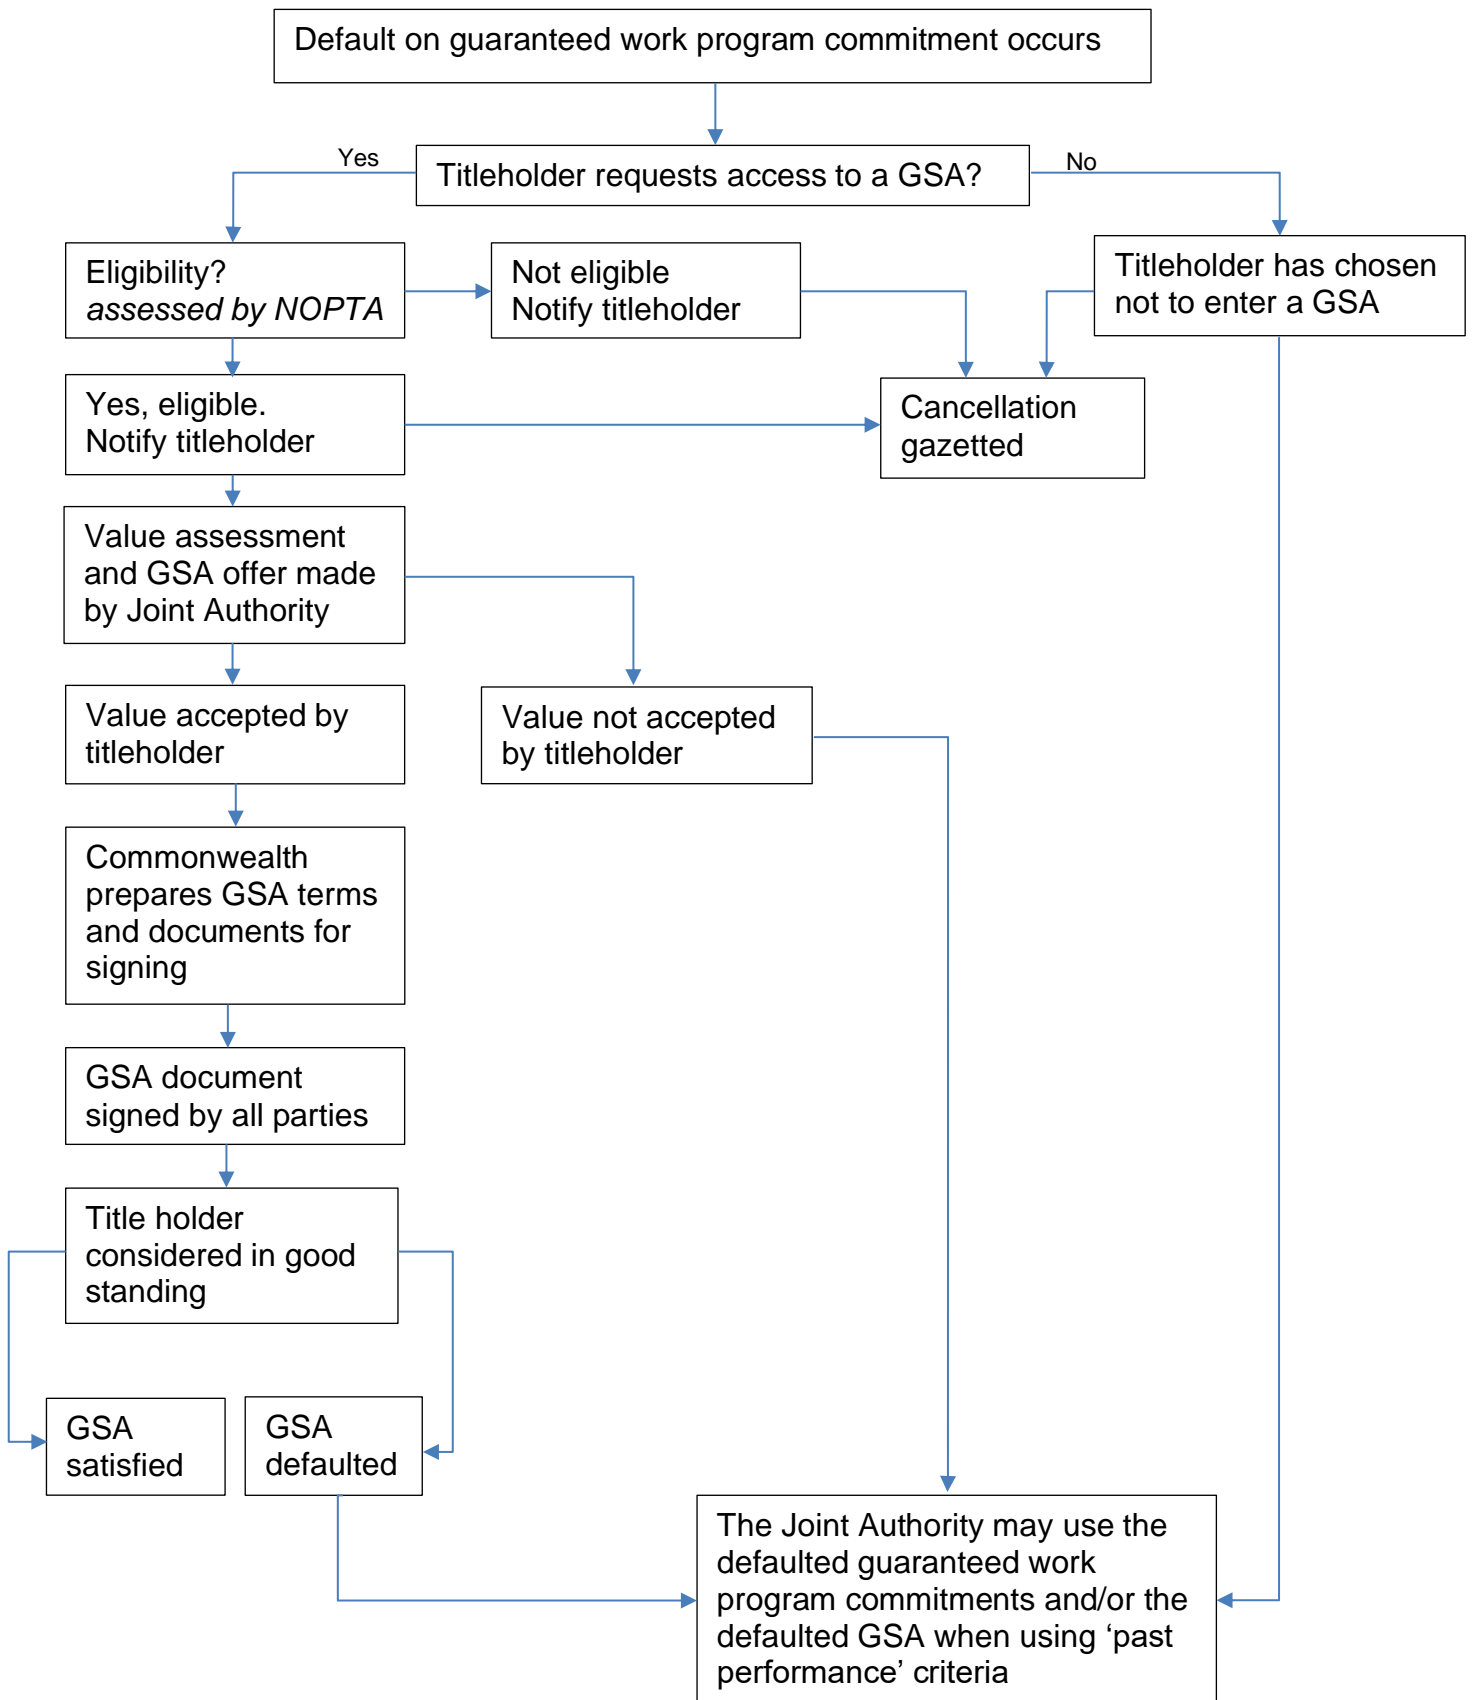 Default on guaranteed work program commitment occurs
Yes
Titleholder requests access to a GSA?
No
Eligibility?
assessed by NOPTA
Not eligible
Notify titleholder
Titleholder has chosen
not to enter a GSA
Yes, eligible.
Notify titleholder
Cancellation
gazetted
Value assessment
and GSA offer made
by Joint Authority
Value accepted by
titleholder
Value not accepted
by titleholder
Commonwealth
prepares GSA terms
and documents for
signing
GSA document
signed by all parties
Title holder
considered in good
standing
GSA
satisfied
GSA
defaulted
The Joint Authority may use the
defaulted guaranteed work
program commitments and/or the
defaulted GSA when using ‘past
performance’ criteria